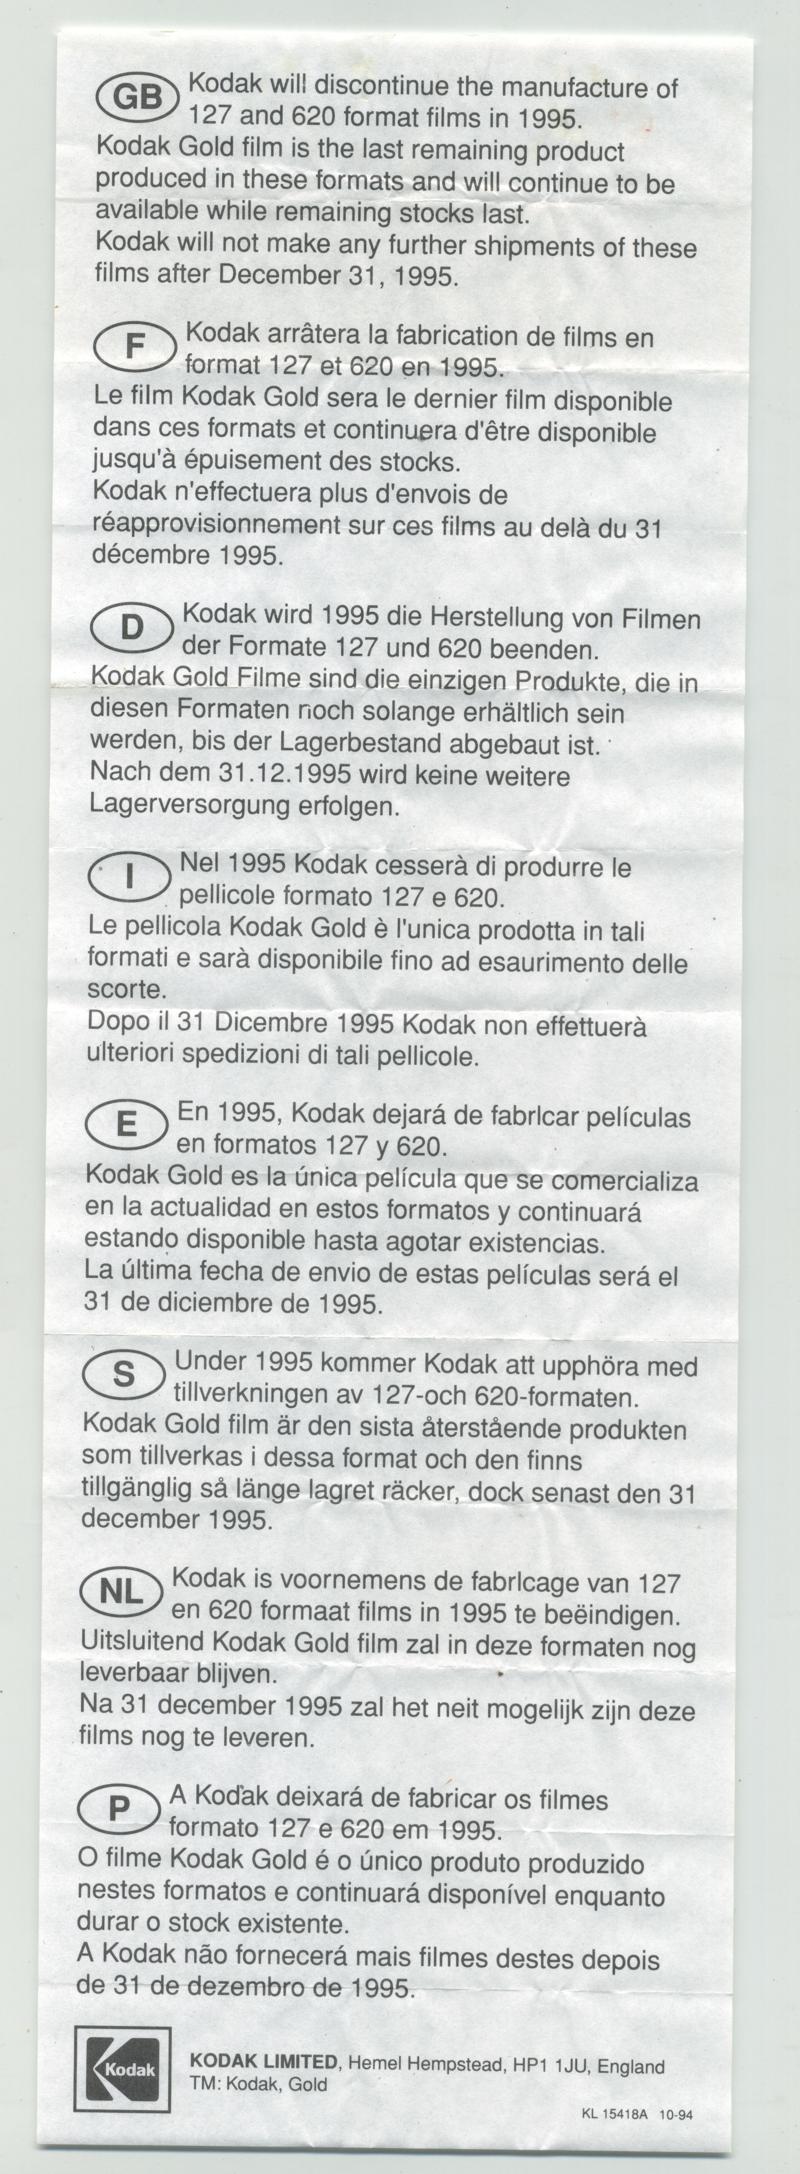 GB Kodak will discontinue the manufacture of
127 and 620 format films in 1995.
Kodak Gold film is the last remaining product
produced in these formats and will continue to be
available while remaining stocks last.
Kodak will not make any further shipments of these
films after December 31, 1995.
F Kodak arrâtera la fabrication de films en
format 127 et 620 en 1995.
Le film Kodak Gold sera le dernier film disponible
dans ces formats et continuera d'être disponible
jusqu'à épuisement des stocks.
Kodak n'effectuera plus d'envois de
réapprovisionnement sur ces films au delà du 31
décembre 1995.
D Kodak wird 1995 die Herstellung von Filmen
der Formate 127 und 620 beenden.
Kodak Gold Filme sind die einzigen Produkte, die in
diesen Formaten noch solange erhältlich sein
werden, bis der Lagerbestand abgebaut ist.
Nach dem 31.12.1995 wird keine weitere
Lagerversorgung erfolgen.
I Nel 1995 Kodak cesserà di produrre le
pellicole formato 127 e 620.
Le pellicola Kodak Gold è l'unica prodotta in tali
formati e sarà disponibile fino ad esaurimento delle
scorte.
Dopo il 31 Dicembre 1995 Kodak non effettuerà
ulteriori spedizioni di tali pellicole.
E En 1995, Kodak dejará de fabrIcar películas
en formatos 127 y 620.
Kodak Gold es la única película que se comercializa
en la actualidad en estos formatos y continuará
estando disponible hasta agotar existencias.
La última fecha de envio de estas películas será el
31 de diciembre de 1995.
S Under 1995 kommer Kodak att upphöra med
tillverkningen av 127-och 620-formaten.
Kodak Gold film är den sista återstående produkten
som tillverkas i dessa format och den finns
tillgänglig så länge lagret räcker, dock senast den 31
december 1995.
NL Kodak is voornemens de fabrIcage van 127
en 620 formaat films in 1995 te beëindigen.
Uitsluitend Kodak Gold film zal in deze formaten nog
leverbaar blijven.
Na 31 december 1995 zal het neit mogelijk zijn deze
films nog te leveren.
P A Kodak deixará de fabricar os filmes
formato 127 e 620 em 1995.
O filme Kodak Gold é o único produto produzido
nestes formatos e continuará disponível enquanto
durar o stock existente.
A Kodak não fornecerá mais filmes destes depois
de 31 de dezembro de 1995.
Kodak
KODAK LIMITED, Hemel Hempstead, HP1 1JU, England
TM: Kodak, Gold
KL 15418A 10-94